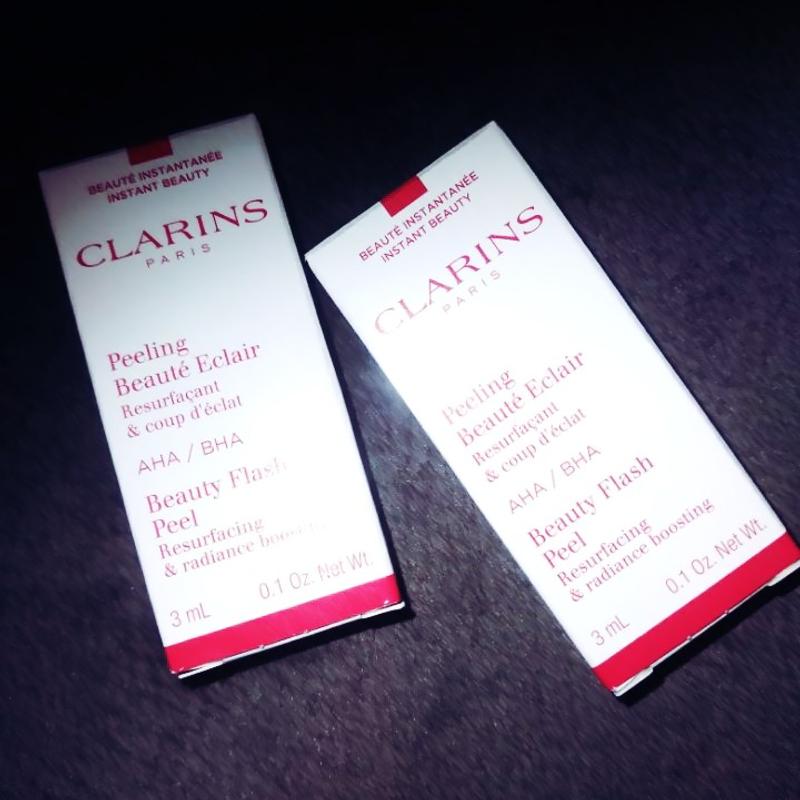 BEAUTÉ INSTANTANÉE
INSTANT BEAUTY
CLARINS
PARIS
Peeling
Beauté Eclair
Resurfaçant
& coup d'éclat
AHA / BHA
Beauty Flash
Peel
Resurfacing
& radiance boosting
3 mL 0.1 Oz. Net Wt.
BEAUTÉ INSTANTANÉE
INSTANT BEAUTY
CLARINS
PARIS
Peeling
Beauté Eclair
Resurfaçant
& coup d'éclat
AHA / BHA
Beauty Flash
Peel
Resurfacing
& radiance boosting
3 mL 0.1 Oz. Net Wt.